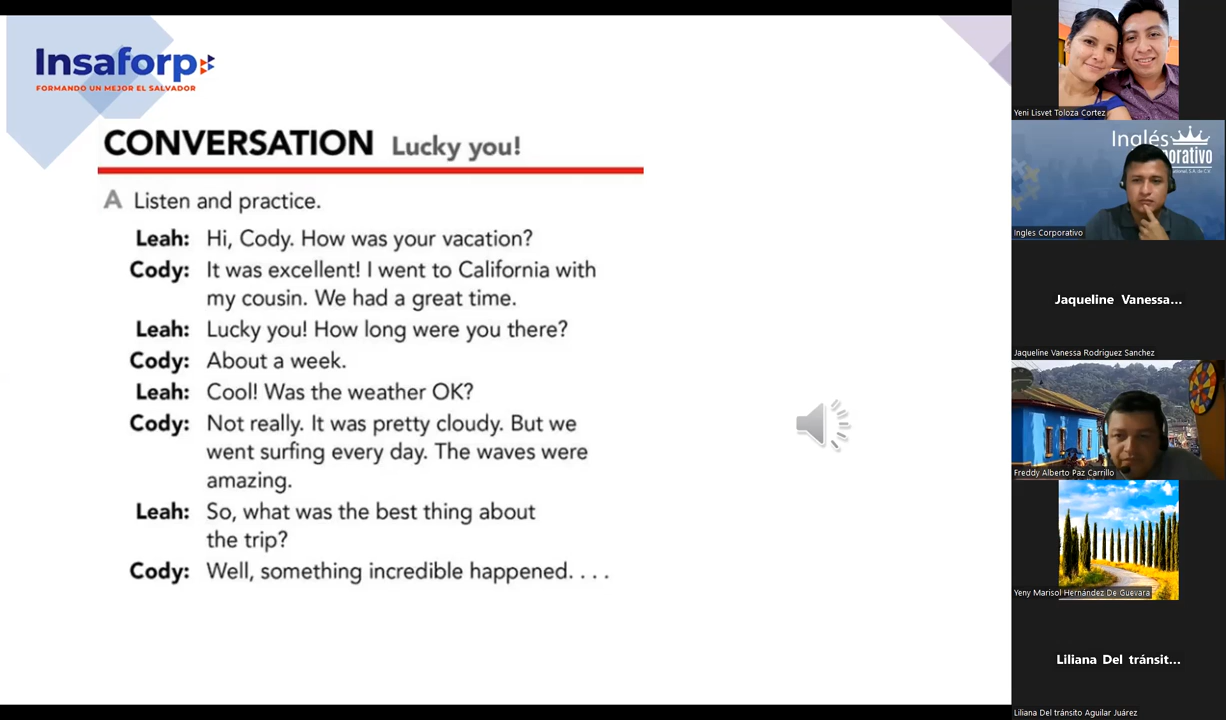 Insaforp
FORMANDO UN MEJOR EL SALVADOR
CONVERSATION Lucky you!
A Listen and practice.
Leah: Hi, Cody. How was your vacation?
Cody: It was excellent! I went to California with
my cousin. We had a great time.
Leah: Lucky you! How long were you there?
Cody: About a week.
Leah: Cool! Was the weather OK?
Cody: Not really. It was pretty cloudy. But we
went surfing every day. The waves were
amazing.
Leah: So, what was the best thing about
the trip?
Cody: Well, something incredible happened. . . .
Yeni Lisvet Toloza Cortez
Inglés
Ingles Corporativo
Jaqueline Vanessa...
Jaqueline Vanessa Rodriguez Sanchez
Freddy Alberto Paz Carrillo
Yeny Marisol Hernández De Guevara
Liliana Del tránsit...
Liliana Del tránsito Aguilar Juárez